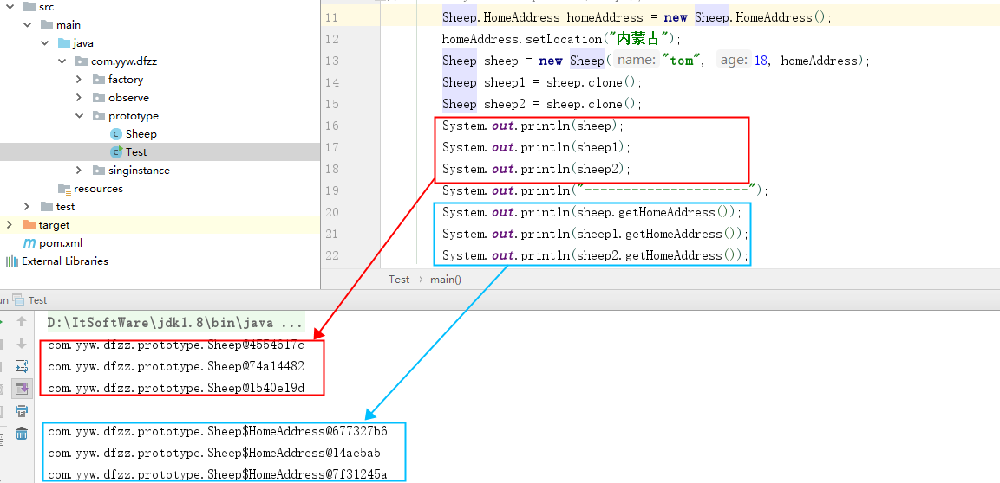 src
main
java
com.yyw.dfzz
factory
observe
prototype
Sheep
Test
singinstance
resources
test
target
pom.xml
External Libraries
11 Sheep.HomeAddress homeAddress = new Sheep.HomeAddress();
12 homeAddress.setLocation("内蒙古");
13 Sheep sheep = new Sheep( name: "tom", age: 18, homeAddress);
14 Sheep sheep1 = sheep.clone();
15 Sheep sheep2 = sheep.clone();
16 System.out.println(sheep);
17 System.out.println(sheep1);
18 System.out.println(sheep2);
19 System.out.println("---------------------");
20 System.out.println(sheep.getHomeAddress());
21 System.out.println(sheep1.getHomeAddress());
22 System.out.println(sheep2.getHomeAddress());
Test › main()
un Test
D:\ItSoftWare\jdk1.8\bin\java ...
com.yyw.dfzz.prototype.Sheep@4554617c
com.yyw.dfzz.prototype.Sheep@74a14482
com.yyw.dfzz.prototype.Sheep@1540e19d
---------------------
com.yyw.dfzz.prototype.Sheep$HomeAddress@677327b6
com.yyw.dfzz.prototype.Sheep$HomeAddress@14ae5a5
com.yyw.dfzz.prototype.Sheep$HomeAddress@7f31245a